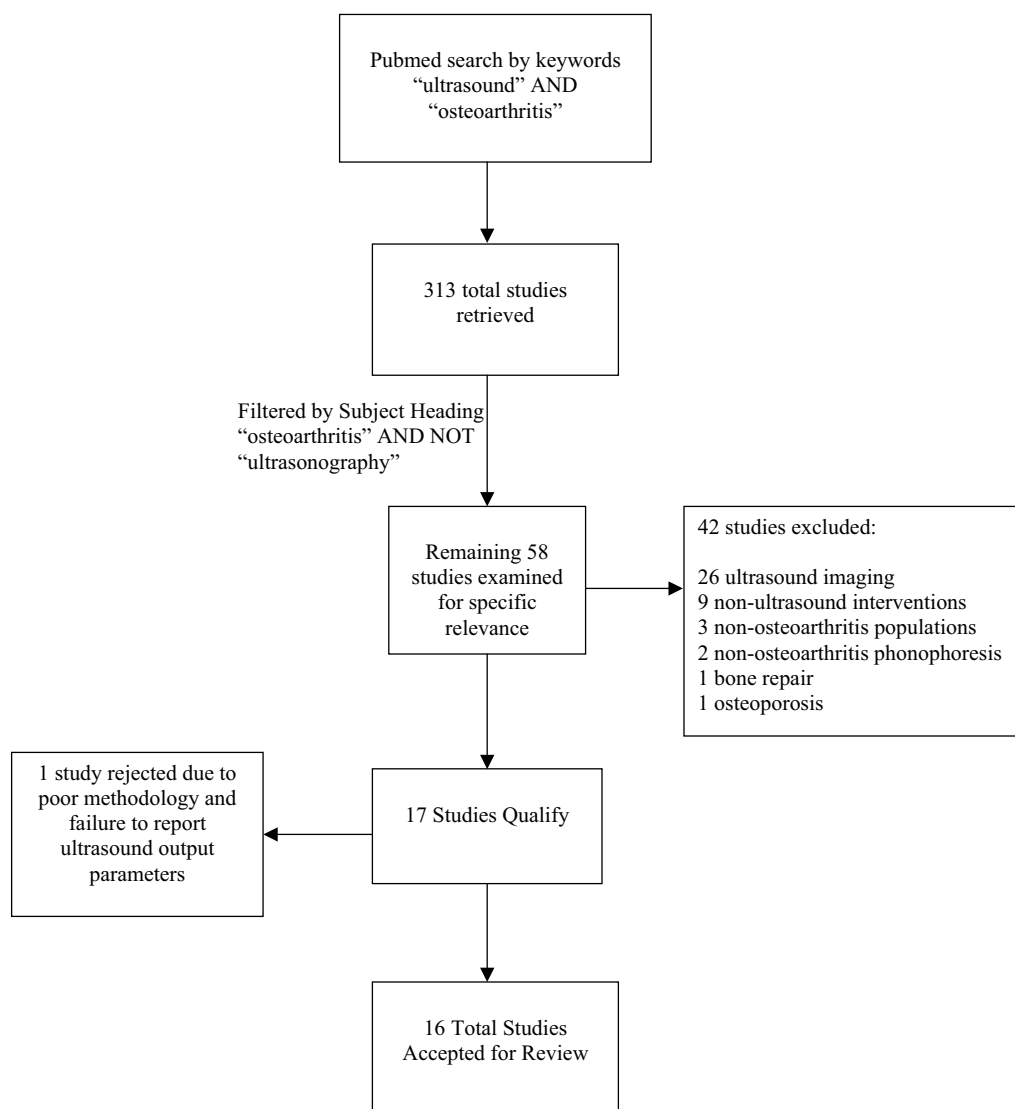 Pubmed search by keywords
“ultrasound” AND
“osteoarthritis”
313 total studies
retrieved
Filtered by Subject Heading
“osteoarthritis” AND NOT
“ultrasonography”
Remaining 58
studies examined
for specific
relevance
42 studies excluded:
26 ultrasound imaging
9 non-ultrasound interventions
3 non-osteoarthritis populations
2 non-osteoarthritis phonophoresis
1 bone repair
1 osteoporosis
1 study rejected due to
poor methodology and
failure to report
ultrasound output
parameters
17 Studies Qualify
16 Total Studies
Accepted for Review